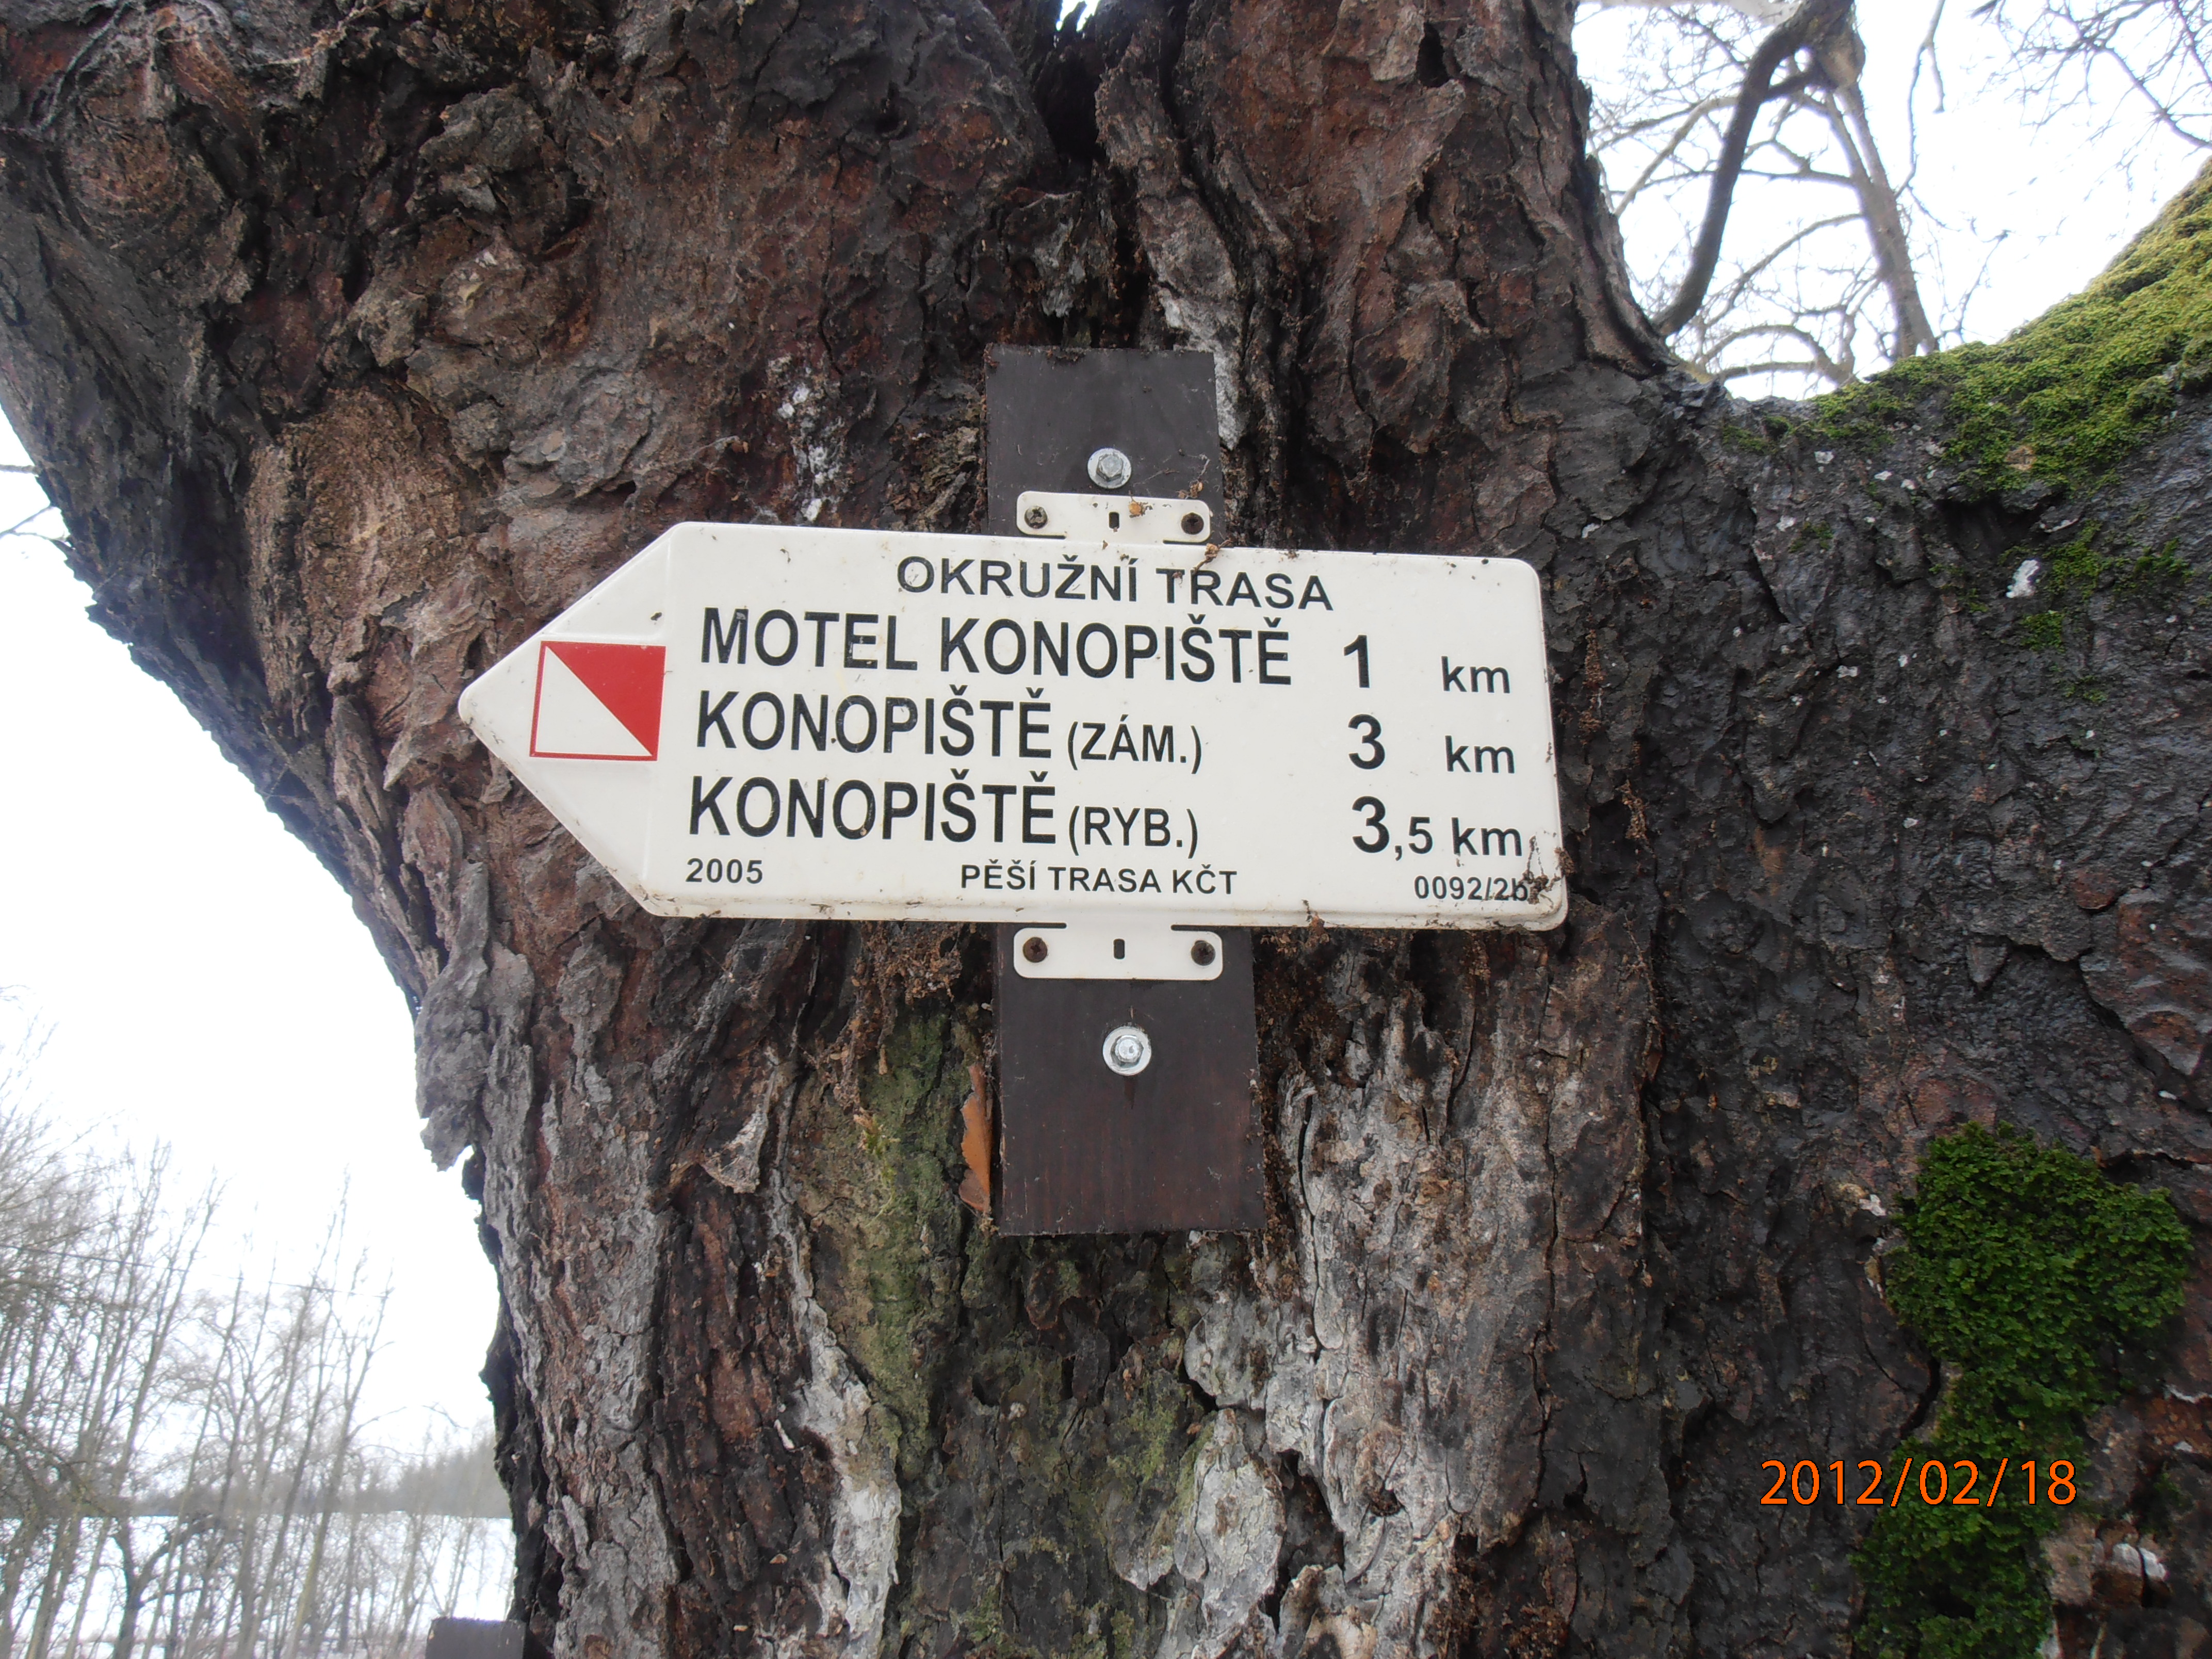 OKRUŽNÍ TRASA
MOTEL KONOPIŠTĚ 1 km
KONOPIŠTĚ (ZÁM.) 3 km
KONOPIŠTĚ (RYB.) 3,5 km
2005 PĚŠÍ TRASA KČT 0092/2b
2012/02/18